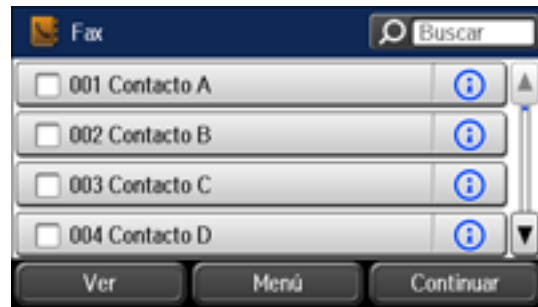 Fax
Buscar
001 Contacto A
002 Contacto B
003 Contacto C
004 Contacto D
Ver
Menú
Continuar